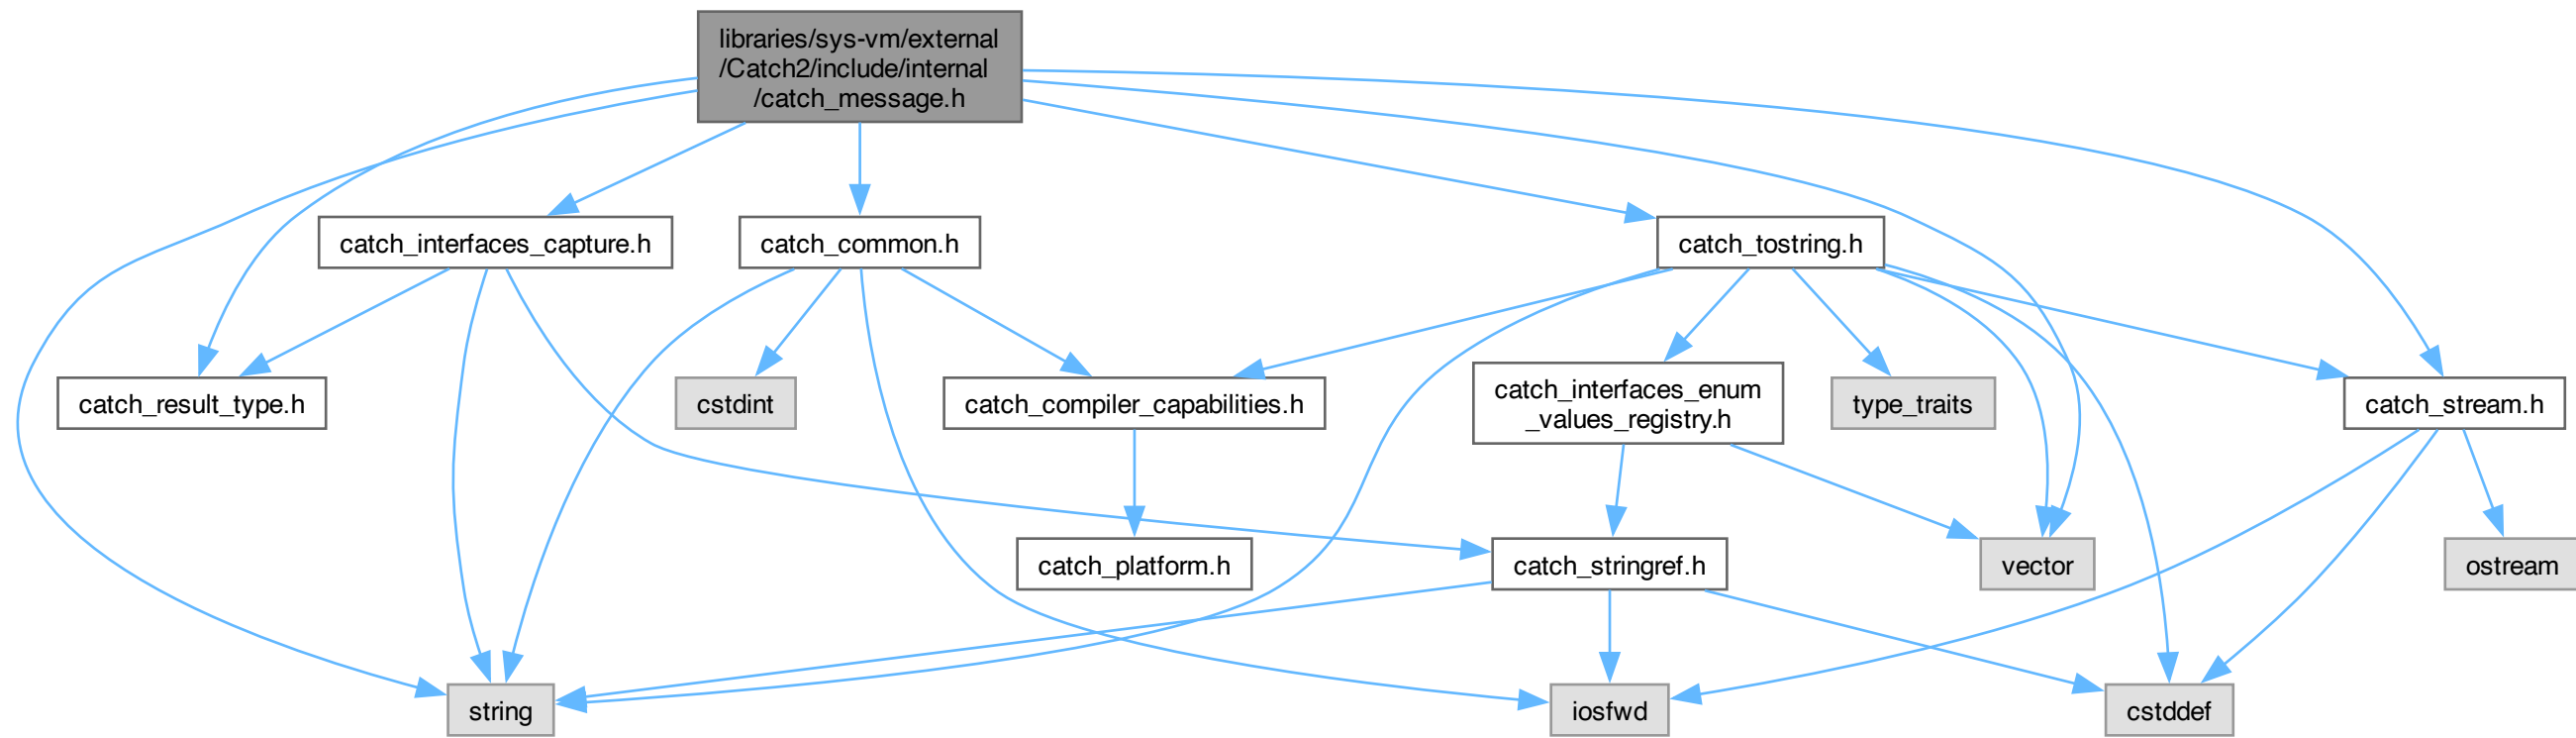 libraries/sys-vm/external
/Catch2/include/internal
/catch_message.h
catch_interfaces_capture.h
catch_common.h
catch_tostring.h
catch_result_type.h
cstdint
catch_compiler_capabilities.h
catch_interfaces_enum
_values_registry.h
type_traits
catch_stream.h
catch_platform.h
catch_stringref.h
vector
ostream
string
iosfwd
cstddef